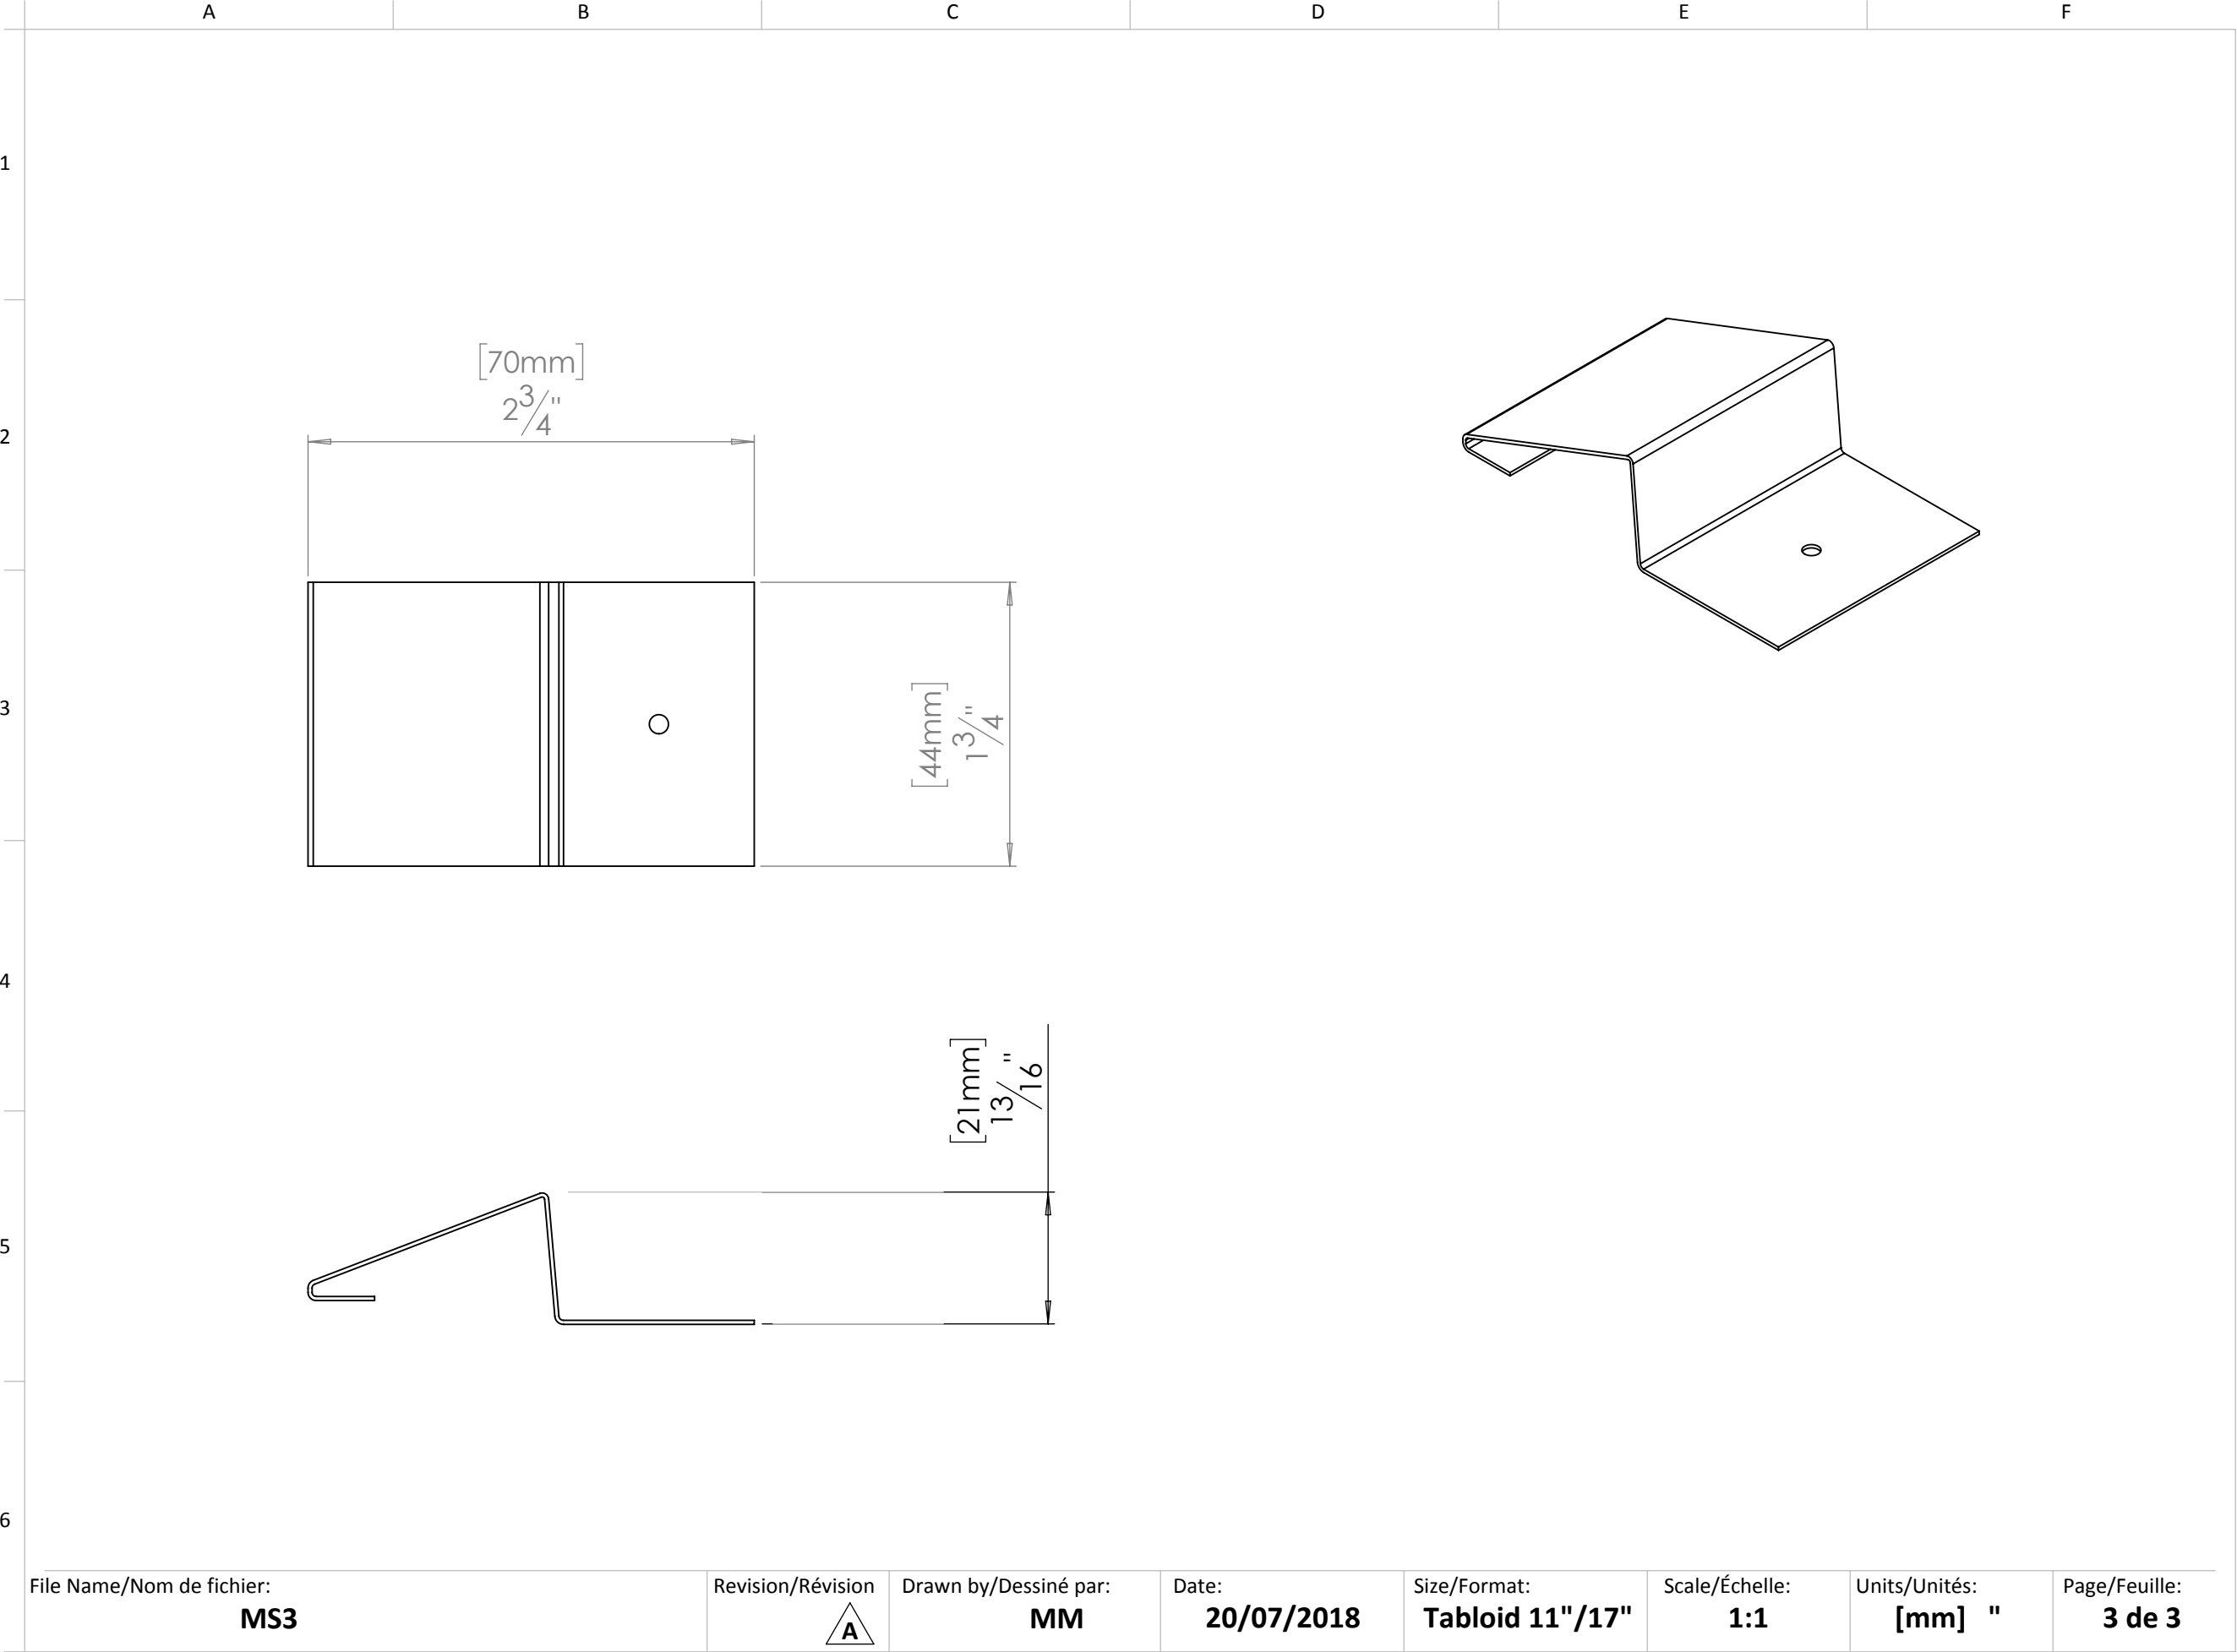 A B C D E F
1
2
3
4
5
6
[70mm]
2 3/4"
[44mm]
1 3/4"
[21mm]
13/16"
File Name/Nom de fichier:
MS3
Revision/Révision
A
Drawn by/Dessiné par:
MM
Date:
20/07/2018
Size/Format:
Tabloid 11"/17"
Scale/Échelle:
1:1
Units/Unités:
[mm] "
Page/Feuille:
3 de 3